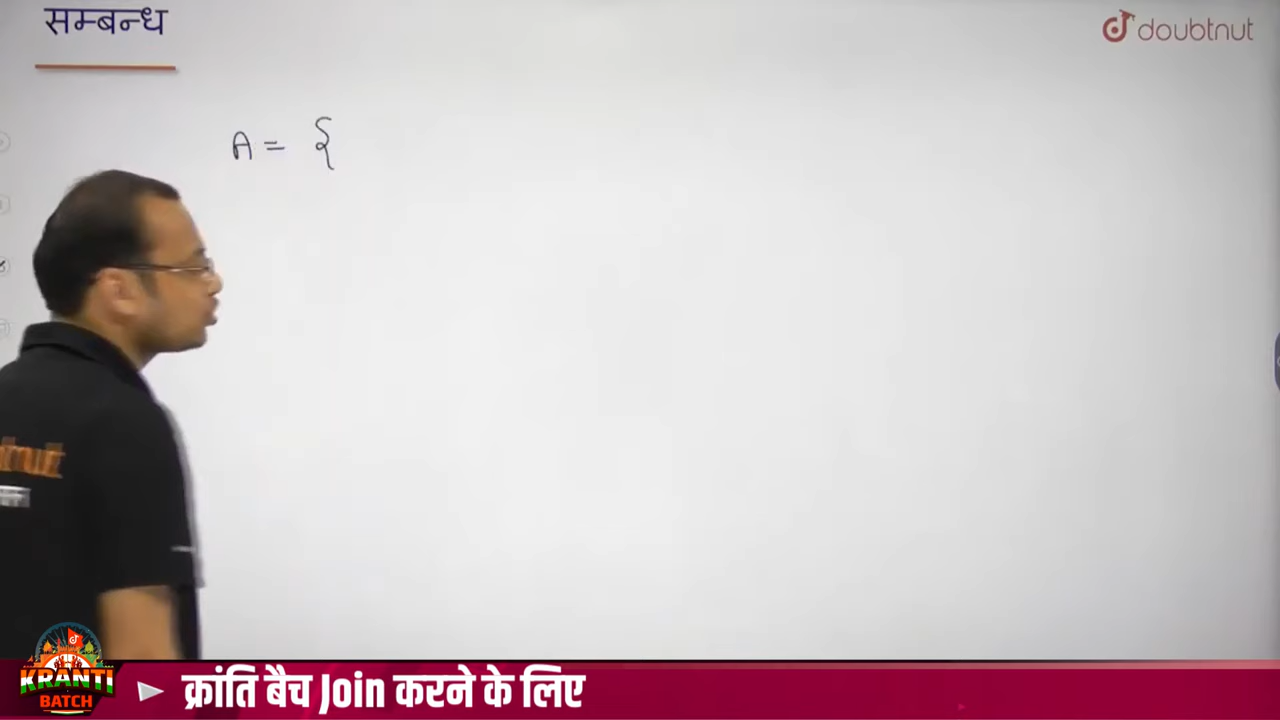 सम्बन्ध
doubtnut
A = {
KRANTI
BATCH
क्रांति बैच Join करने के लिए